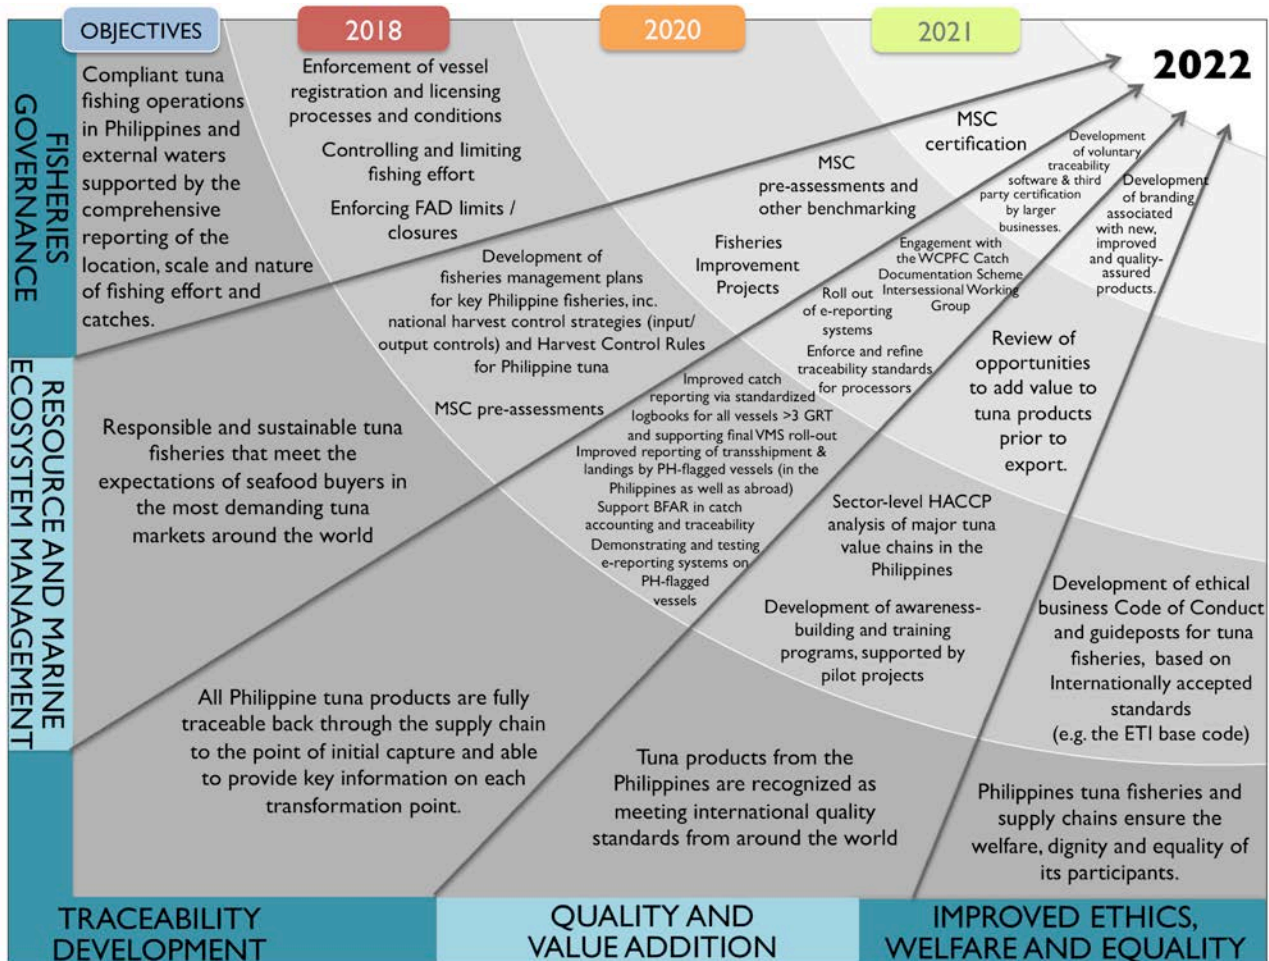 OBJECTIVES
2018
2020
2021
2022
FISHERIES
GOVERNANCE
Compliant tuna
fishing operations
in Philippines and
external waters
supported by the
comprehensive
reporting of the
location, scale and nature
of fishing effort and
catches.
Enforcement of vessel
registration and licensing
processes and conditions
Controlling and limiting
fishing effort
Enforcing FAD limits /
closures
RESOURCE AND MARINE
ECOSYSTEM MANAGEMENT
Responsible and sustainable tuna
fisheries that meet the
expectations of seafood buyers in
the most demanding tuna
markets around the world
Development of
fisheries management plans
for key Philippine fisheries, inc.
national harvest control strategies (input/
output controls) and Harvest Control Rules
for Philippine tuna
MSC pre-assessments
MSC
pre-assessments and
other benchmarking
Fisheries
Improvement
Projects
MSC
certification
TRACEABILITY
DEVELOPMENT
All Philippine tuna products are fully
traceable back through the supply chain
to the point of initial capture and able
to provide key information on each
transformation point.
Improved catch
reporting via standardized
logbooks for all vessels >3 GRT
and supporting final VMS roll-out
Improved reporting of transshipment &
landings by PH-flagged vessels (in the
Philippines as well as abroad)
Support BFAR in catch
accounting and traceability
Demonstrating and testing
e-reporting systems on
PH-flagged
vessels
Engagement with
the WCPFC Catch
Documentation Scheme
Intersessional Working
Group
Roll out
of e-reporting
systems
Enforce and refine
traceability standards
for processors
Development
of voluntary
traceability
software & third
party certification
by larger
businesses.
QUALITY AND
VALUE ADDITION
Tuna products from the
Philippines are recognized as
meeting international quality
standards from around the world
Sector-level HACCP
analysis of major tuna
value chains in the
Philippines
Development of awareness-
building and training
programs, supported by
pilot projects
Review of
opportunities
to add value to
tuna products
prior to
export.
Development
of branding
associated
with new,
improved
and quality-
assured
products.
IMPROVED ETHICS,
WELFARE AND EQUALITY
Philippines tuna fisheries and
supply chains ensure the
welfare, dignity and equality of
its participants.
Development of ethical
business Code of Conduct
and guideposts for tuna
fisheries, based on
Internationally accepted
standards
(e.g. the ETI base code)